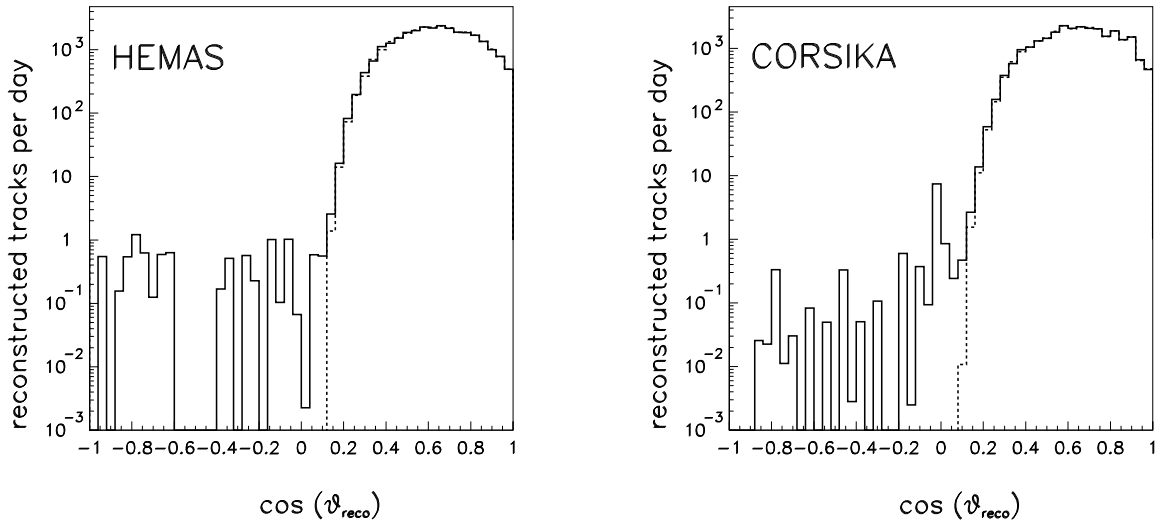 HEMAS
reconstructed tracks per day
10³
10²
10
1
10⁻¹
10⁻²
10⁻³
-1 -0.8 -0.6 -0.4 -0.2 0 0.2 0.4 0.6 0.8 1
cos (ϑreco)
CORSIKA
reconstructed tracks per day
10³
10²
10
1
10⁻¹
10⁻²
10⁻³
-1 -0.8 -0.6 -0.4 -0.2 0 0.2 0.4 0.6 0.8 1
cos (ϑreco)